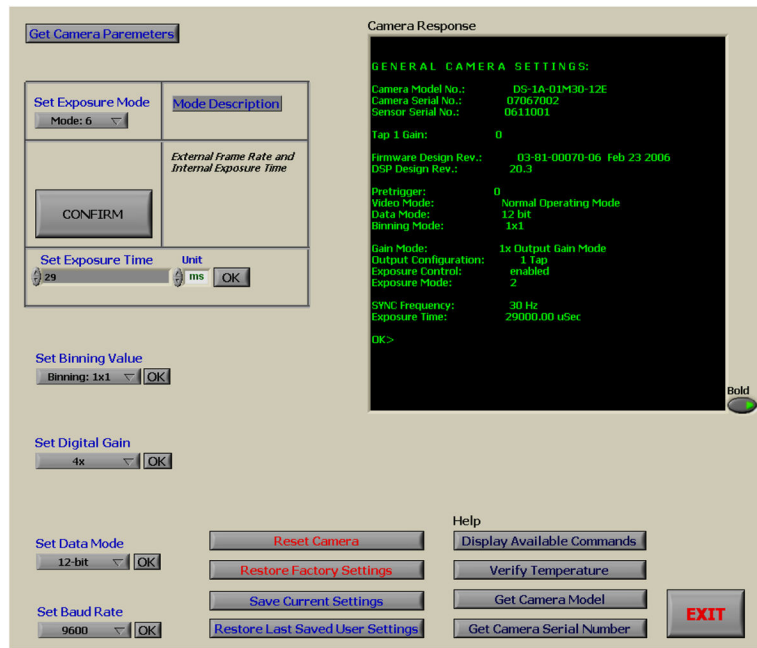 Get Camera Paremeters
Set Exposure Mode
Mode: 6
Mode Description
External Frame Rate and
Internal Exposure Time
CONFIRM
Set Exposure Time
Unit
29
ms
OK
Set Binning Value
Binning: 1x1
OK
Set Digital Gain
4x
OK
Set Data Mode
12-bit
OK
Set Baud Rate
9600
OK
Camera Response
GENERAL CAMERA SETTINGS:
Camera Model No.: DS-1A-01M30-12E
Camera Serial No.: 07067002
Sensor Serial No.: 0611001
Tap 1 Gain: 0
Firmware Design Rev.: 03-81-00070-06 Feb 23 2006
DSP Design Rev.: 20.3
Pretrigger: 0
Video Mode: Normal Operating Mode
Data Mode: 12 bit
Binning Mode: 1x1
Gain Mode: 1x Output Gain Mode
Output Configuration: 1 Tap
Exposure Control: enabled
Exposure Mode: 2
SYNC Frequency: 30 Hz
Exposure Time: 29000.00 uSec
OK>
Bold
Reset Camera
Restore Factory Settings
Save Current Settings
Restore Last Saved User Settings
Help
Display Available Commands
Verify Temperature
Get Camera Model
Get Camera Serial Number
EXIT